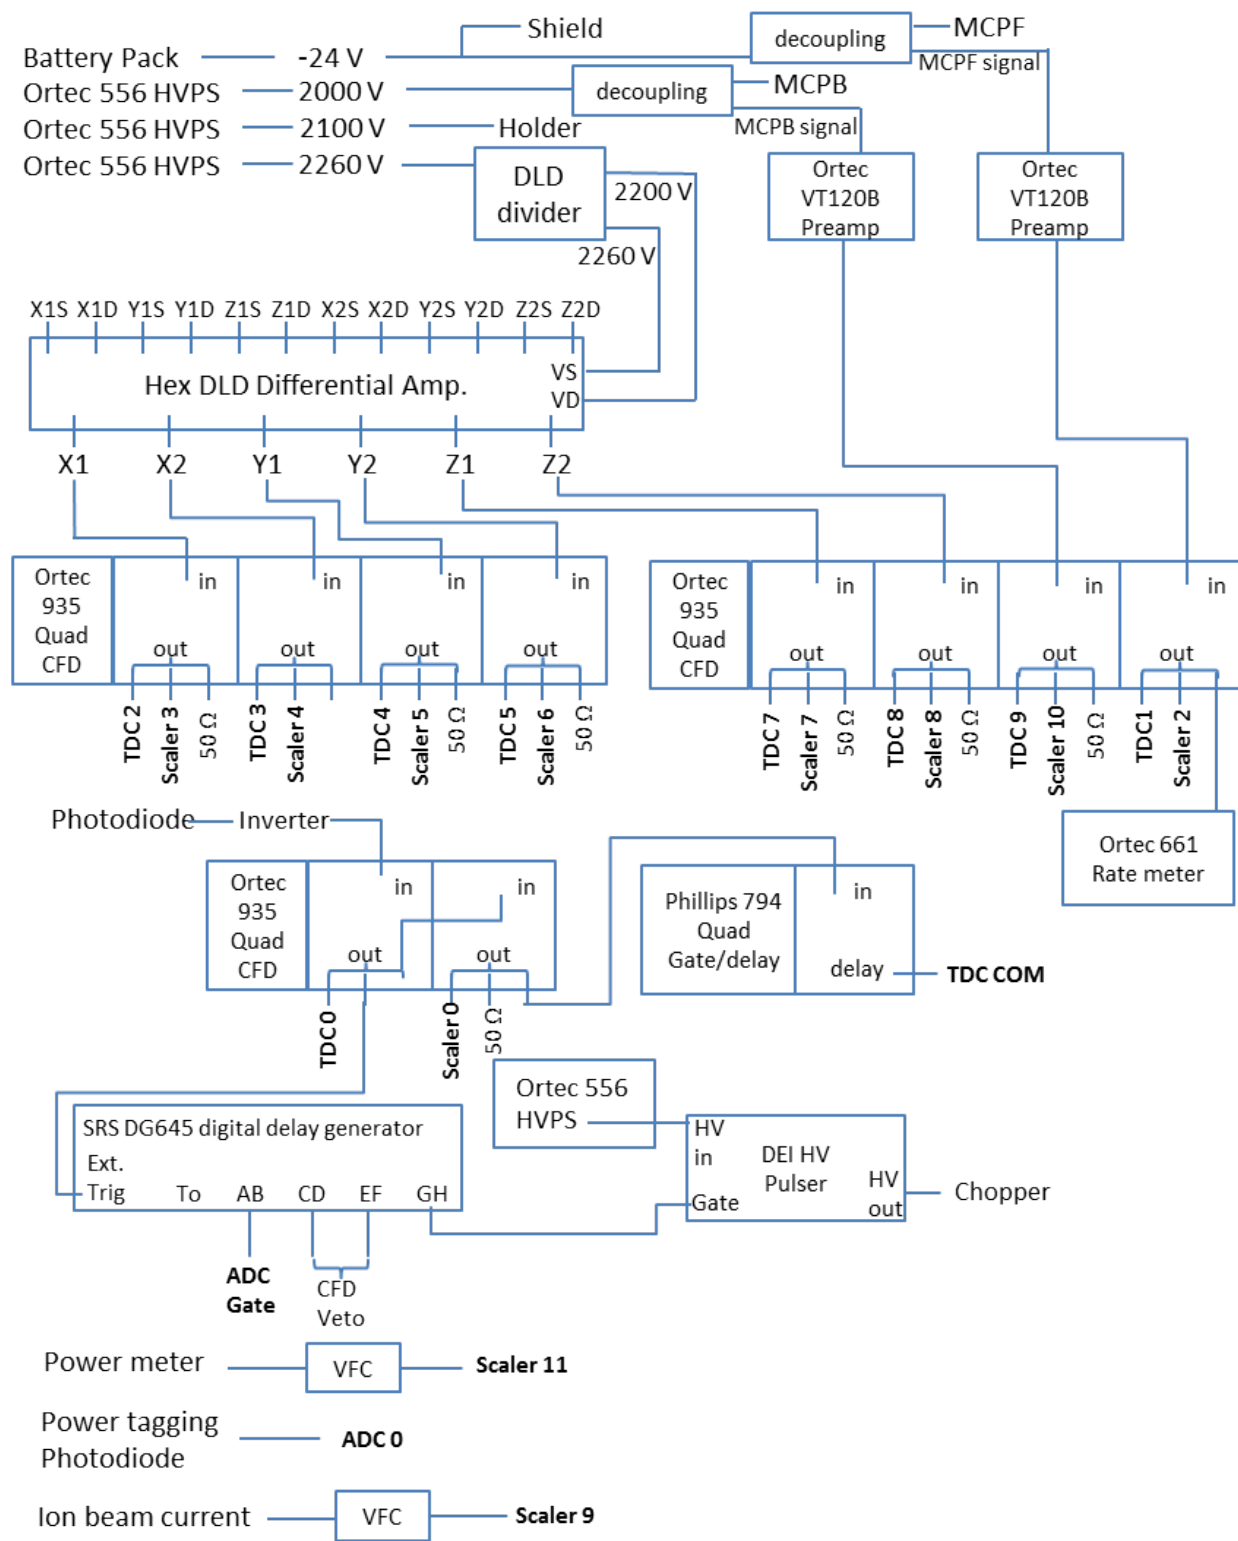 Shield
MCPF
decoupling
Battery Pack
-24 V
MCPF signal
Ortec 556 HVPS
2000 V
decoupling
MCPB
MCPB signal
Ortec 556 HVPS
2100 V
Holder
Ortec 556 HVPS
2260 V
DLD
divider
2200 V
2260 V
Ortec
VT120B
Preamp
Ortec
VT120B
Preamp
X1S X1D Y1S Y1D Z1S Z1D X2S X2D Y2S Y2D Z2S Z2D
Hex DLD Differential Amp.
VS
VD
X1 X2 Y1 Y2 Z1 Z2
Ortec
935
Quad
CFD
in
out
in
out
in
out
in
out
TDC 2
Scaler 3
50 Ω
TDC 3
Scaler 4
TDC 4
Scaler 5
50 Ω
TDC 5
Scaler 6
50 Ω
Ortec
935
Quad
CFD
in
out
in
out
in
out
in
out
TDC 7
Scaler 7
50 Ω
TDC 8
Scaler 8
50 Ω
TDC 9
Scaler 10
50 Ω
TDC1
Scaler 2
Ortec 661
Rate meter
Photodiode
Inverter
Ortec
935
Quad
CFD
in
out
in
out
TDC 0
Scaler 0
50 Ω
Phillips 794
Quad
Gate/delay
in
delay
TDC COM
Ortec 556
HVPS
SRS DG645 digital delay generator
Ext.
Trig To AB CD EF GH
HV
in
Gate
DEI HV
Pulser
HV
out
Chopper
ADC
Gate
CFD
Veto
Power meter
VFC
Scaler 11
Power tagging
Photodiode
ADC 0
Ion beam current
VFC
Scaler 9